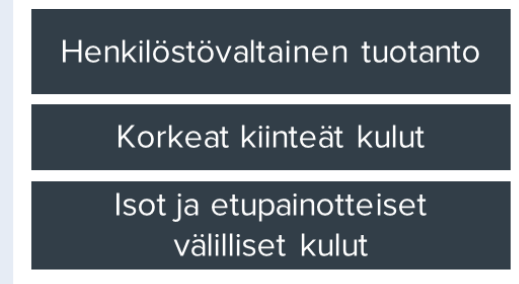 Henkilöstövaltainen tuotanto
Korkeat kiinteät kulut
Isot ja etupainotteiset
välilliset kulut